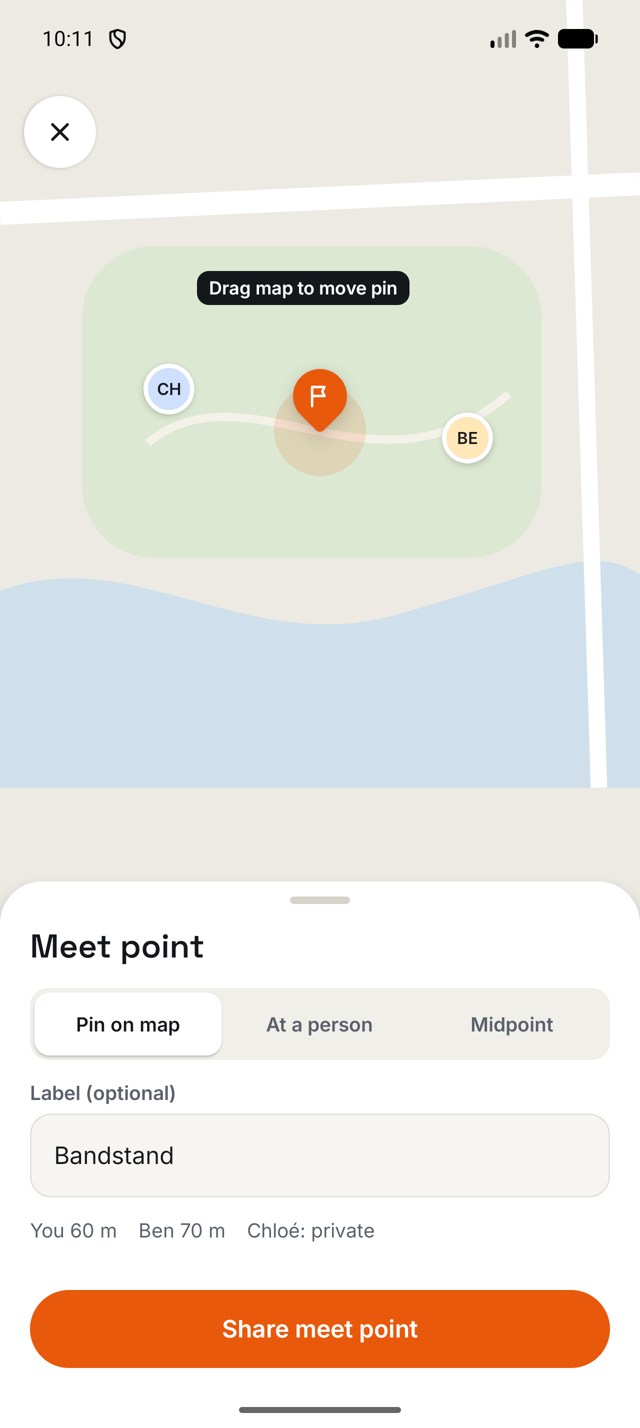 10:11
Drag map to move pin
CH
BE
Meet point
Pin on map At a person Midpoint
Label (optional)
Bandstand
You 60 m Ben 70 m Chloé: private
Share meet point